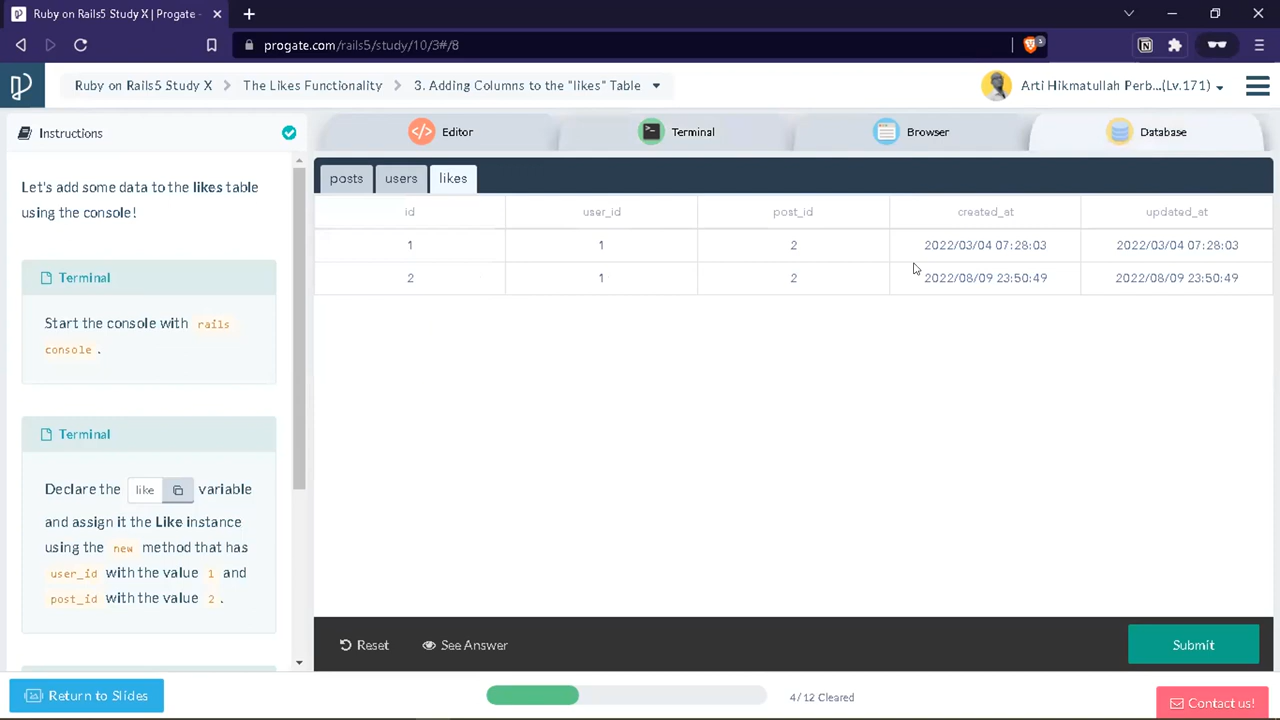 Ruby on Rails5 Study X | Progate -
progate.com/rails5/study/10/3#/8
3
Ruby on Rails5 Study X > The Likes Functionality > 3. Adding Columns to the "likes" Table
Arti Hikmatullah Perb...(Lv.171)
Instructions
Editor Terminal Browser Database
posts users likes
Let's add some data to the likes table
using the console!
id user_id post_id created_at updated_at
1 1 2 2022/03/04 07:28:03 2022/03/04 07:28:03
2 1 2 2022/08/09 23:50:49 2022/08/09 23:50:49
Terminal
Start the console with rails
console .
Terminal
Declare the like variable
and assign it the Like instance
using the new method that has
user_id with the value 1 and
post_id with the value 2 .
Reset See Answer Submit
Return to Slides 4/12 Cleared Contact us!